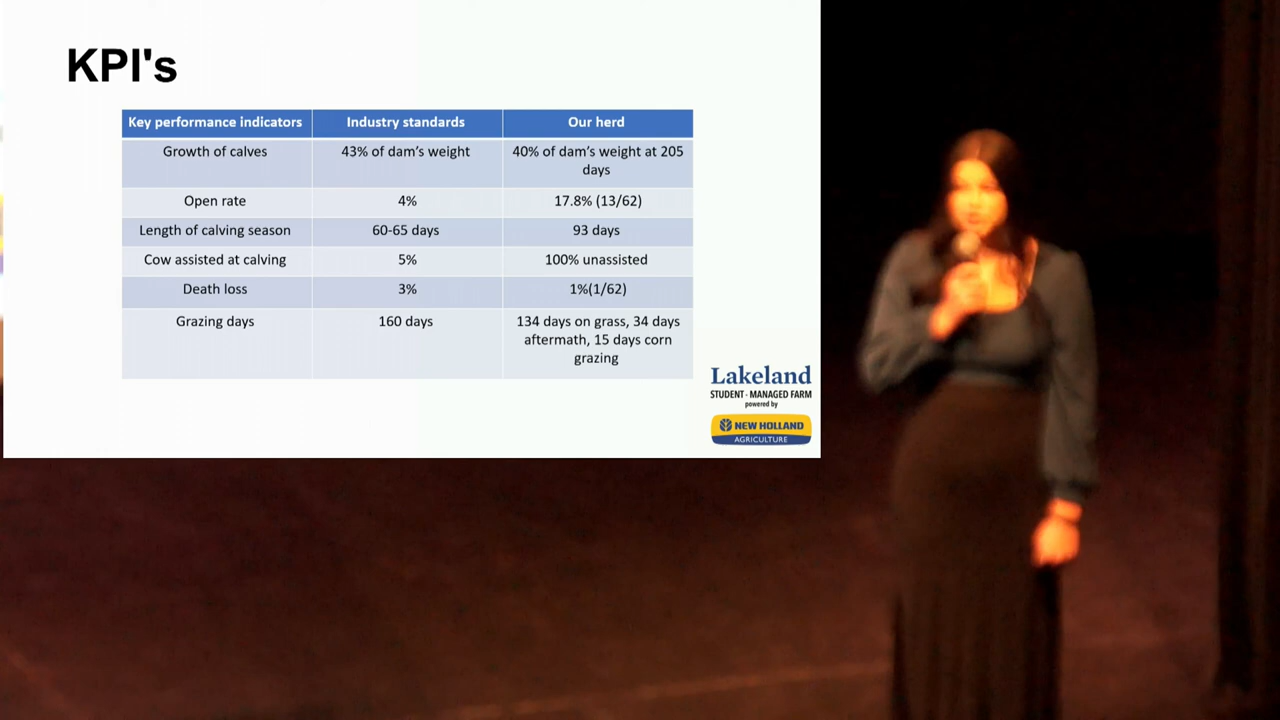 KPI's
Key performance indicators Industry standards Our herd
Growth of calves 43% of dam's weight 40% of dam's weight at 205
days
Open rate 4% 17.8% (13/62)
Length of calving season 60-65 days 93 days
Cow assisted at calving 5% 100% unassisted
Death loss 3% 1%(1/62)
Grazing days 160 days 134 days on grass, 34 days
aftermath, 15 days corn
grazing
Lakeland
STUDENT-MANAGED FARM
powered by
NEW HOLLAND
AGRICULTURE